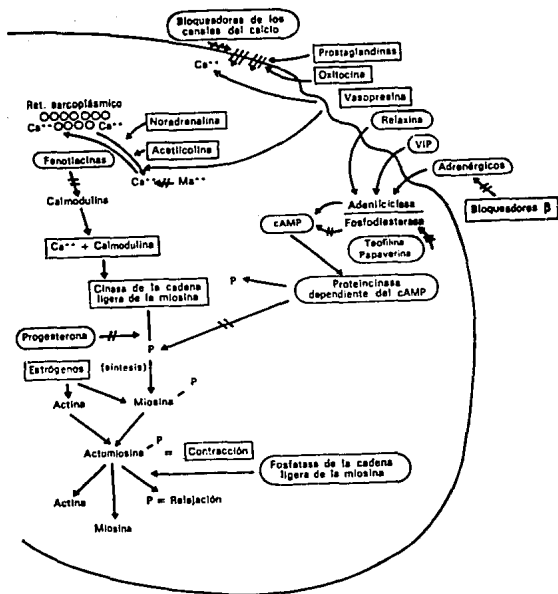 Bloqueadores de los
canales del calcio
Prostaglandinas
Ca++
Oxitocina
Vasopresina
Ret. sarcoplásmico
Ca++ Ca++
Noradrenalina
Relaxina
Acetilcolina
VIP
Fenotiacinas
Adrenérgicos
Ca++ Ma++
Calmodulina
Adenilciclasa
Bloqueadores β
cAMP
Fosfodiesterasa
Teofilina
Papaverina
Ca++ + Calmodulina
Proteincinasa
dependiente del cAMP
P
Cinasa de la cadena
ligera de la miosina
Progesterona
P
Estrógenos
(síntesis)
P
Actina
Miosina
P
Actomiosina
= Contracción
Fosfatasa de la cadena
ligera de la miosina
Actina
P = Relajación
Miosina